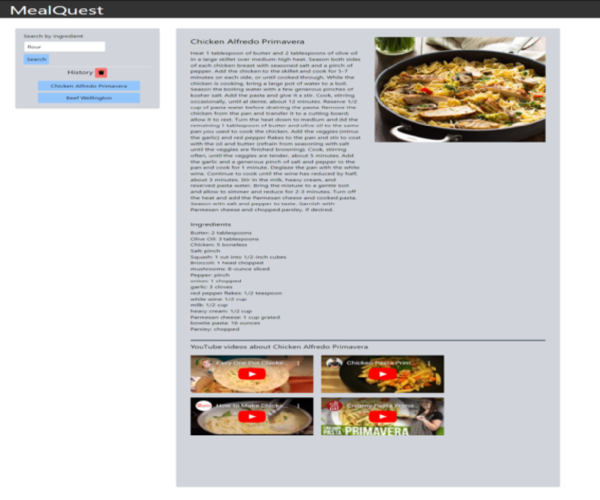 MealQuest
Search by Ingredient
flour
Search
History
Chicken Alfredo Primavera
Beef Wellington
Chicken Alfredo Primavera
Heat 1 tablespoon of butter and 2 tablespoons of olive oil
in a large skillet over medium-high heat. Season both sides
of each chicken breast with seasoned salt and a pinch of
pepper. Add the chicken to the skillet and cook for 5-7
minutes on each side, or until cooked through. While the
chicken is cooking, bring a large pot of water to a boil.
Season the boiling water with a few generous pinches of
kosher salt. Add the pasta and give it a stir. Cook, stirring
occasionally, until al dente, about 12 minutes. Reserve 1/2
cup of pasta water before draining the pasta. Remove the
chicken from the pan and transfer it to a cutting board;
allow it to rest. Turn the heat down to medium and dd the
remaining 1 tablespoon of butter and olive oil to the same
pan you used to cook the chicken. Add the veggies (minus
the garlic) and red pepper flakes to the pan and stir to coat
with the oil and butter (refrain from seasoning with salt
until the veggies are finished browning). Cook, stirring
often, until the veggies are tender, about 5 minutes. Add
the garlic and a generous pinch of salt and pepper to the
pan and cook for 1 minute. Deglaze the pan with the white
wine. Continue to cook until the wine has reduced by half,
about 3 minutes. Stir in the milk, heavy cream, and
reserved pasta water. Bring the mixture to a gentle boil
and allow to simmer and reduce for 2-3 minutes. Turn off
the heat and add the Parmesan cheese and cooked pasta.
Season with salt and pepper to taste. Garnish with
Parmesan cheese and chopped parsley, if desired.
Ingredients
Butter: 2 tablespoons
Olive Oil: 3 tablespoons
Chicken: 5 boneless
Salt: pinch
Squash: 1 cut into 1/2-inch cubes
Broccoli: 1 head chopped
mushrooms: 8-ounce sliced
Pepper: pinch
onion: 1 chopped
garlic: 3 cloves
red pepper flakes: 1/2 teaspoon
white wine: 1/2 cup
milk: 1/2 cup
heavy cream: 1/2 cup
Parmesan cheese: 1 cup grated
bowtie pasta: 16 ounces
Parsley: chopped
YouTube videos about Chicken Alfredo Primavera
Easy One Pot Chicke...
Chicken Pasta Prim...
How to Make Chicke...
Creamy Pasta Prima...
PASTA PRIMAVERA